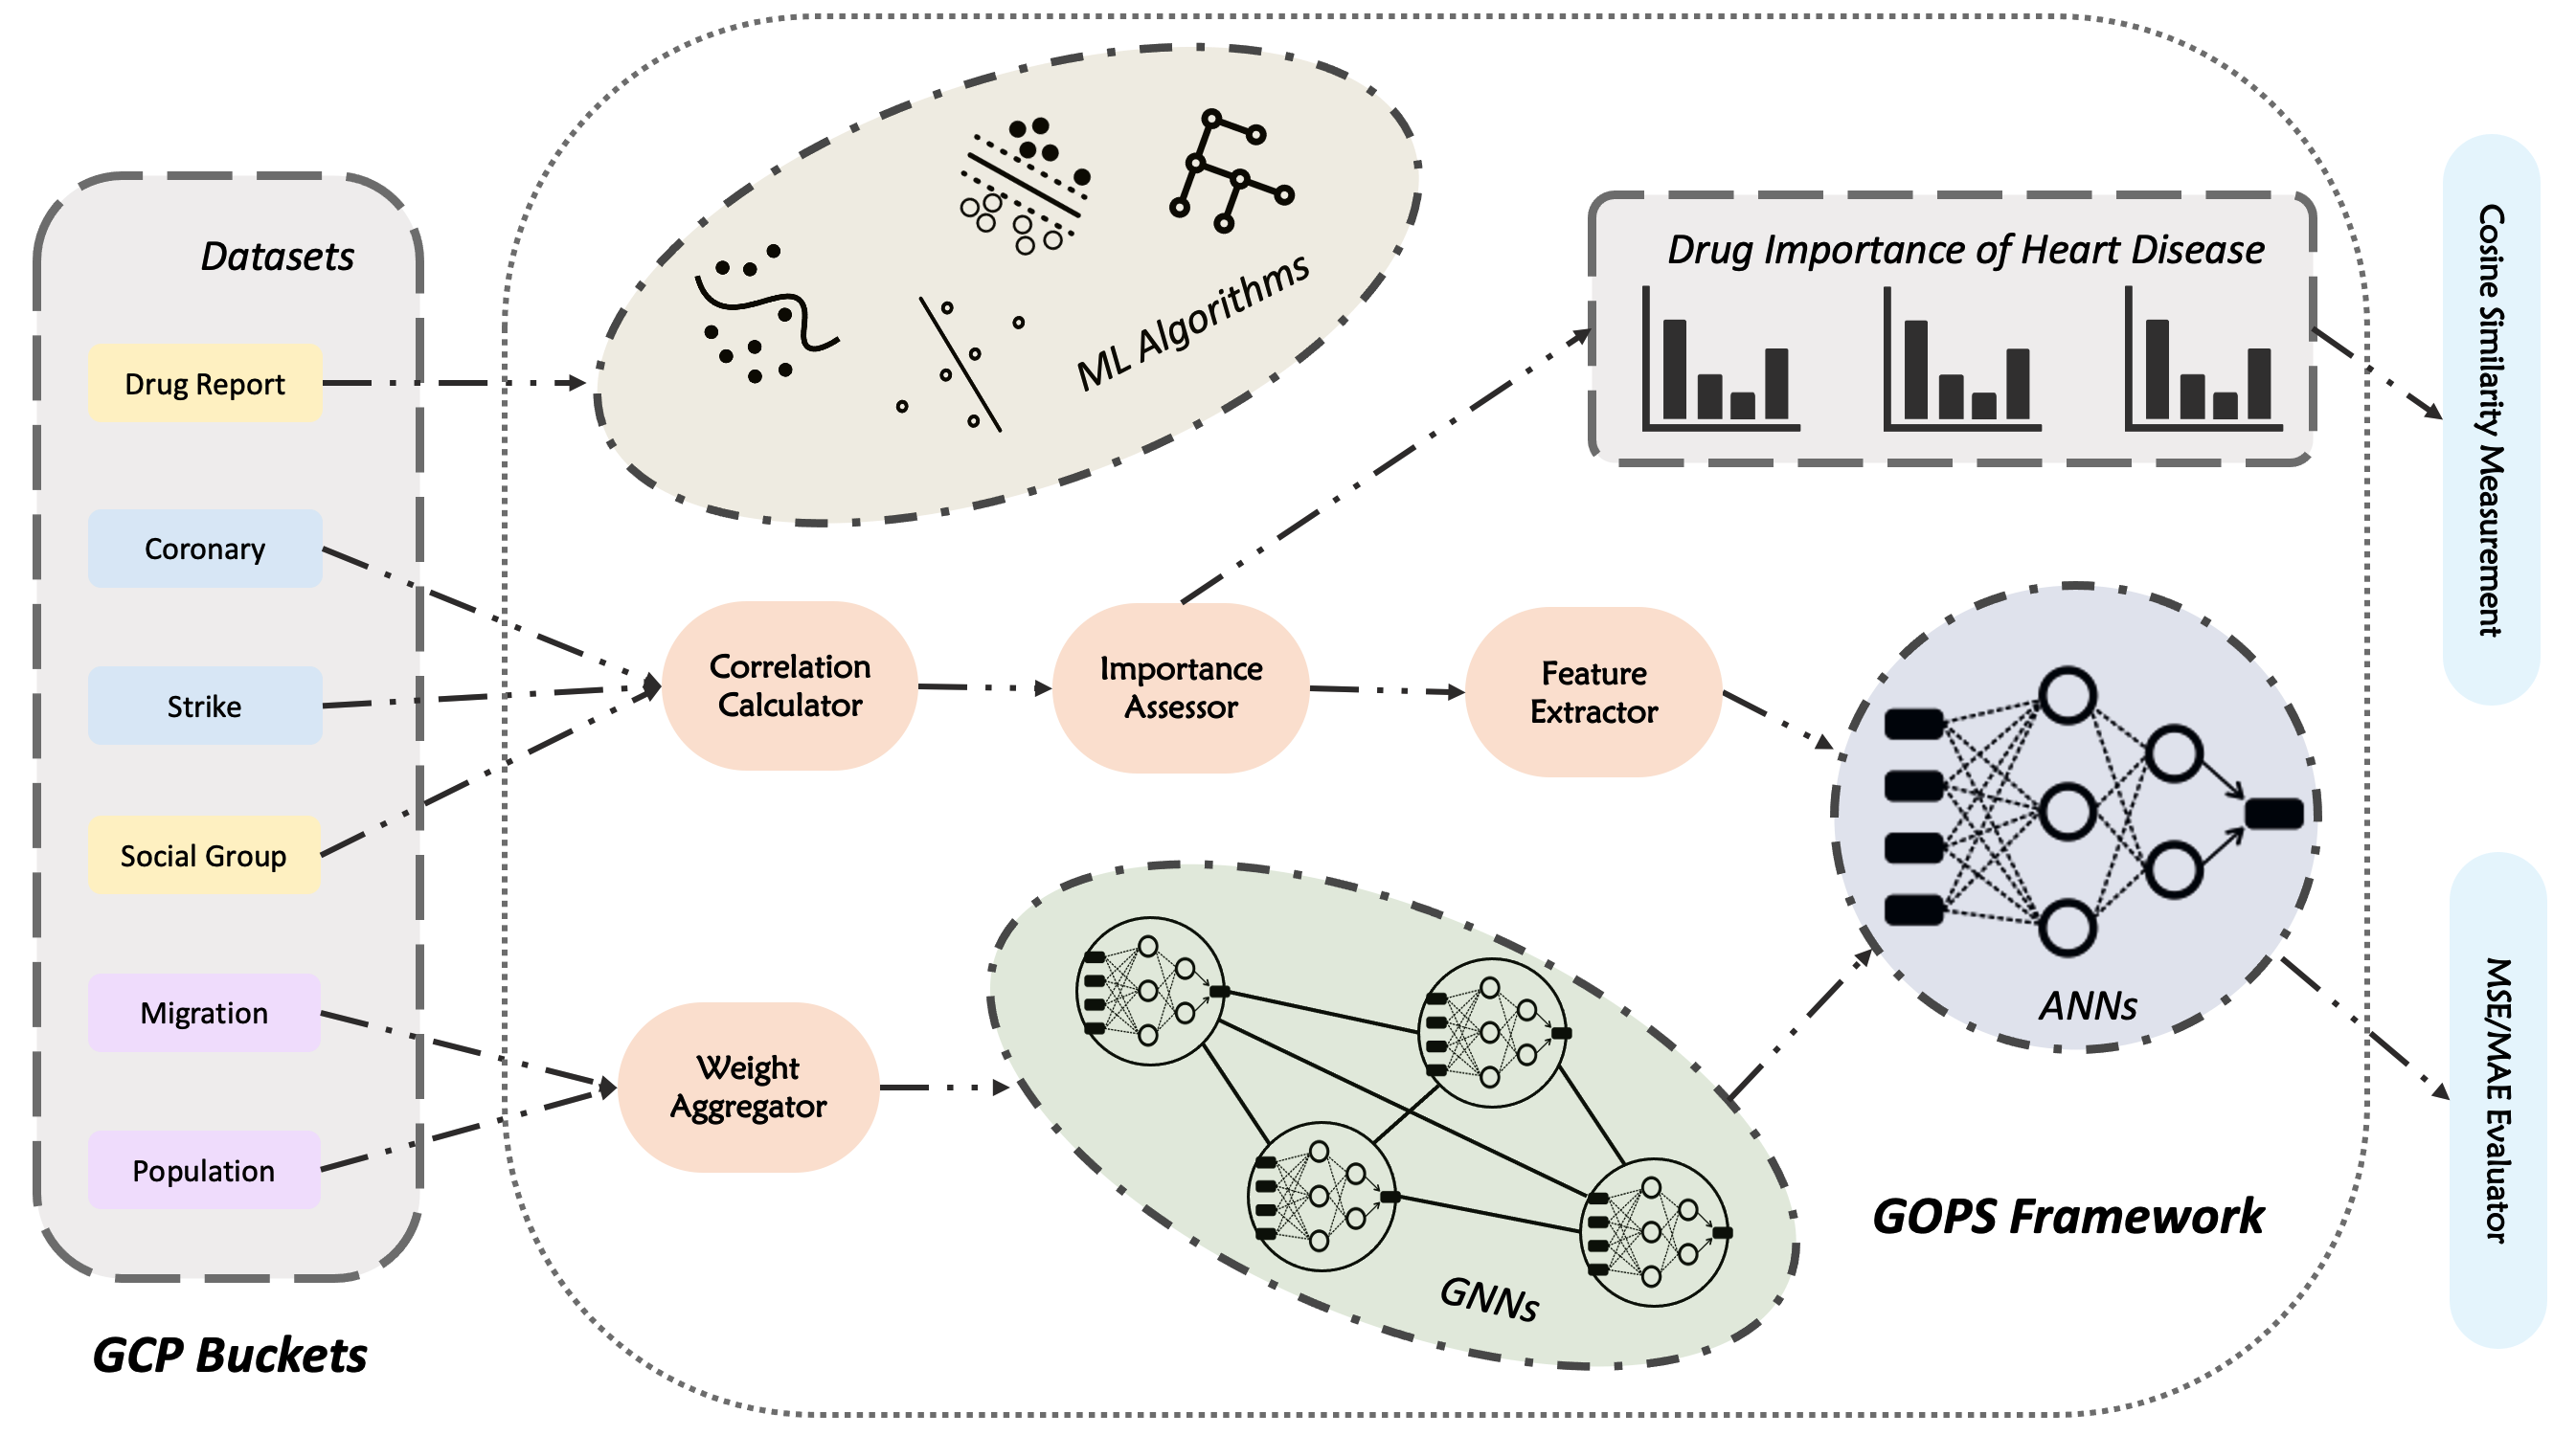 Datasets
Drug Report
Coronary
Strike
Social Group
Migration
Population
GCP Buckets
ML Algorithms
Correlation
Calculator
Importance
Assessor
Feature
Extractor
Weight
Aggregator
GNNs
Drug Importance of Heart Disease
ANNs
GOPS Framework
Cosine Similarity Measurement
MSE/MAE Evaluator